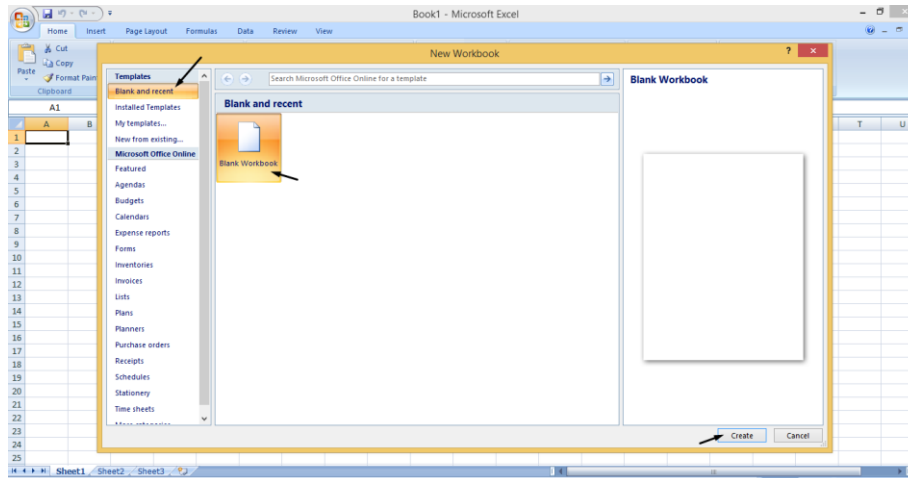 Book1 - Microsoft Excel
Home Insert Page Layout Formulas Data Review View
Cut
Copy
Paste
Format Pain
Clipboard
A1
New Workbook
Templates
Blank and recent
Installed Templates
My templates...
New from existing...
Microsoft Office Online
Featured
Agendas
Budgets
Calendars
Expense reports
Forms
Inventories
Invoices
Lists
Plans
Planners
Purchase orders
Receipts
Schedules
Stationery
Time sheets
Search Microsoft Office Online for a template
Blank and recent
Blank Workbook
Blank Workbook
Create Cancel
A B T U
1
2
3
4
5
6
7
8
9
10
11
12
13
14
15
16
17
18
19
20
21
22
23
24
25
Sheet1 Sheet2 Sheet3